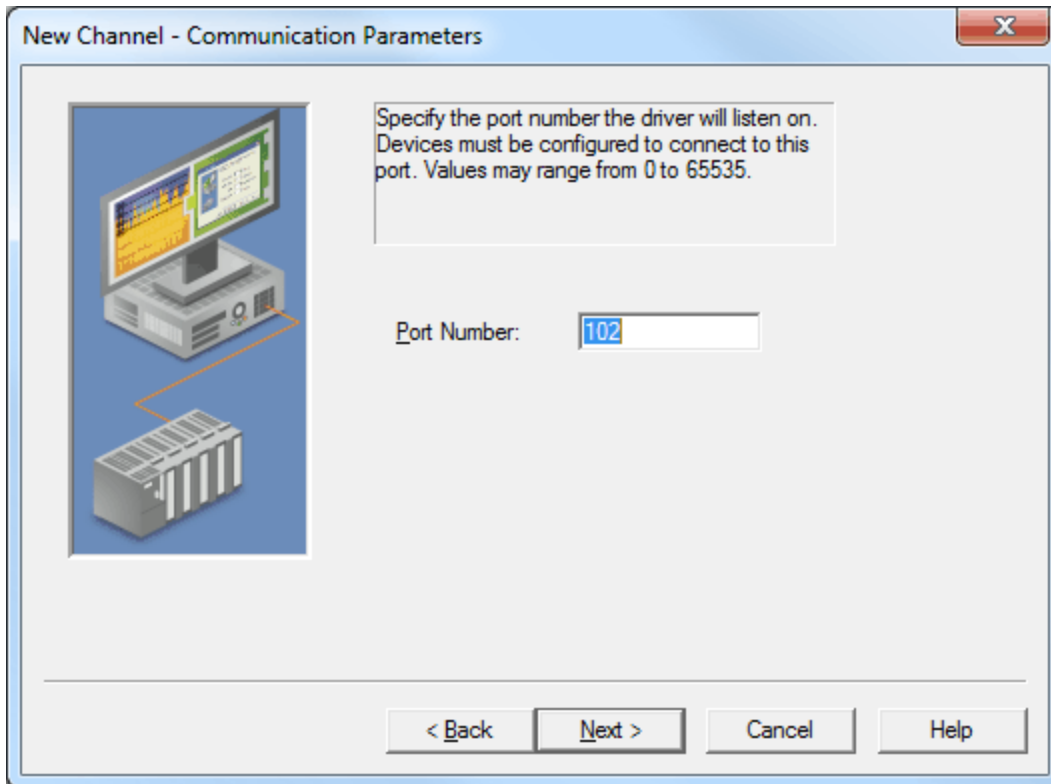 New Channel - Communication Parameters
Specify the port number the driver will listen on.
Devices must be configured to connect to this
port. Values may range from 0 to 65535.
Port Number:
102
< Back
Next >
Cancel
Help